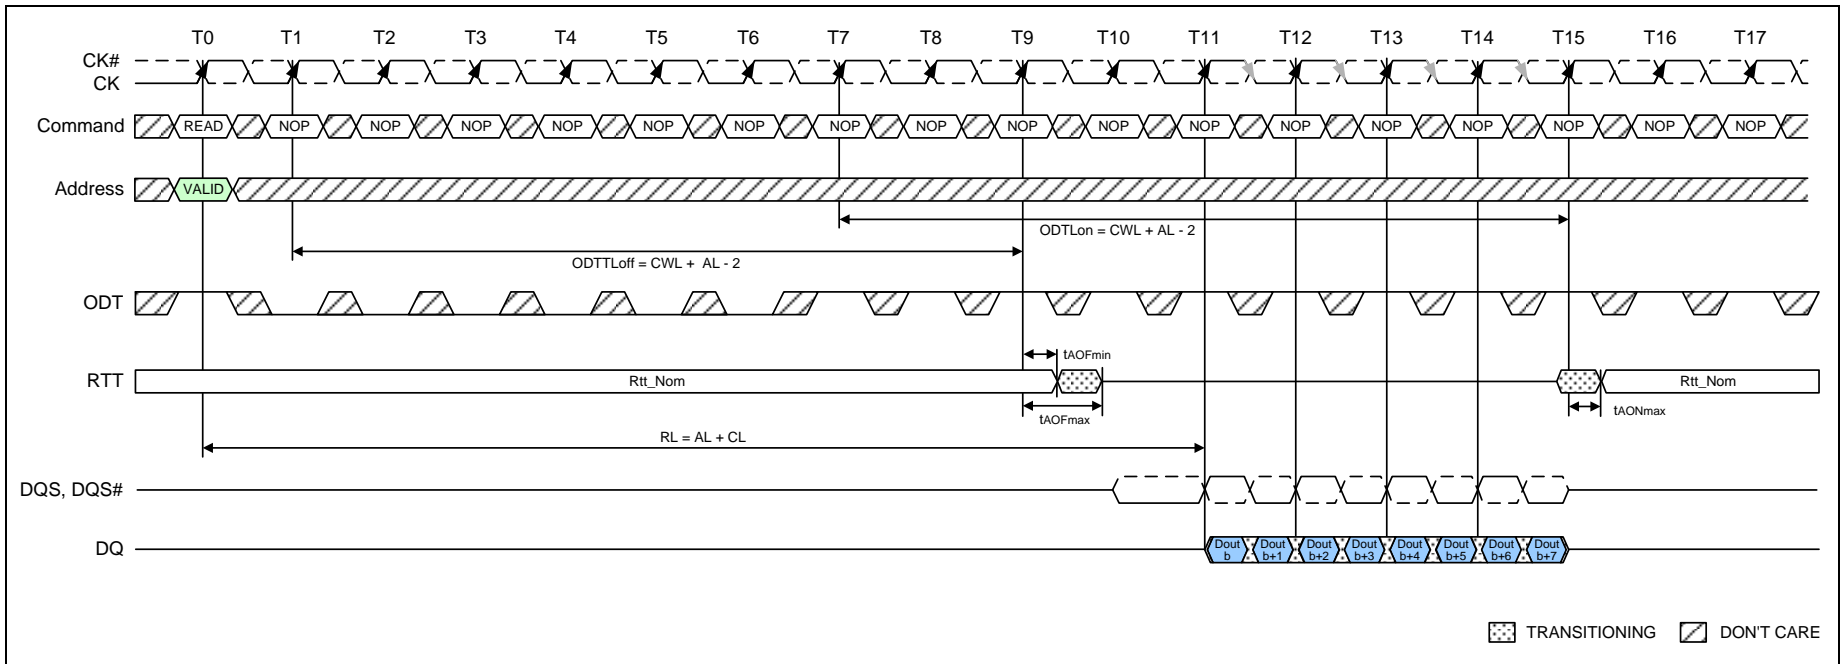 T0 T1 T2 T3 T4 T5 T6 T7 T8 T9 T10 T11 T12 T13 T14 T15 T16 T17
CK#
CK
Command READ NOP NOP NOP NOP NOP NOP NOP NOP NOP NOP NOP NOP NOP NOP NOP NOP NOP
Address VALID
ODTLon = CWL + AL - 2
ODTTLoff = CWL + AL - 2
ODT
tAOFmin
RTT Rtt_Nom Rtt_Nom
tAOFmax tAONmax
RL = AL + CL
DQS, DQS#
DQ Dout b Dout b+1 Dout b+2 Dout b+3 Dout b+4 Dout b+5 Dout b+6 Dout b+7
TRANSITIONING DON'T CARE